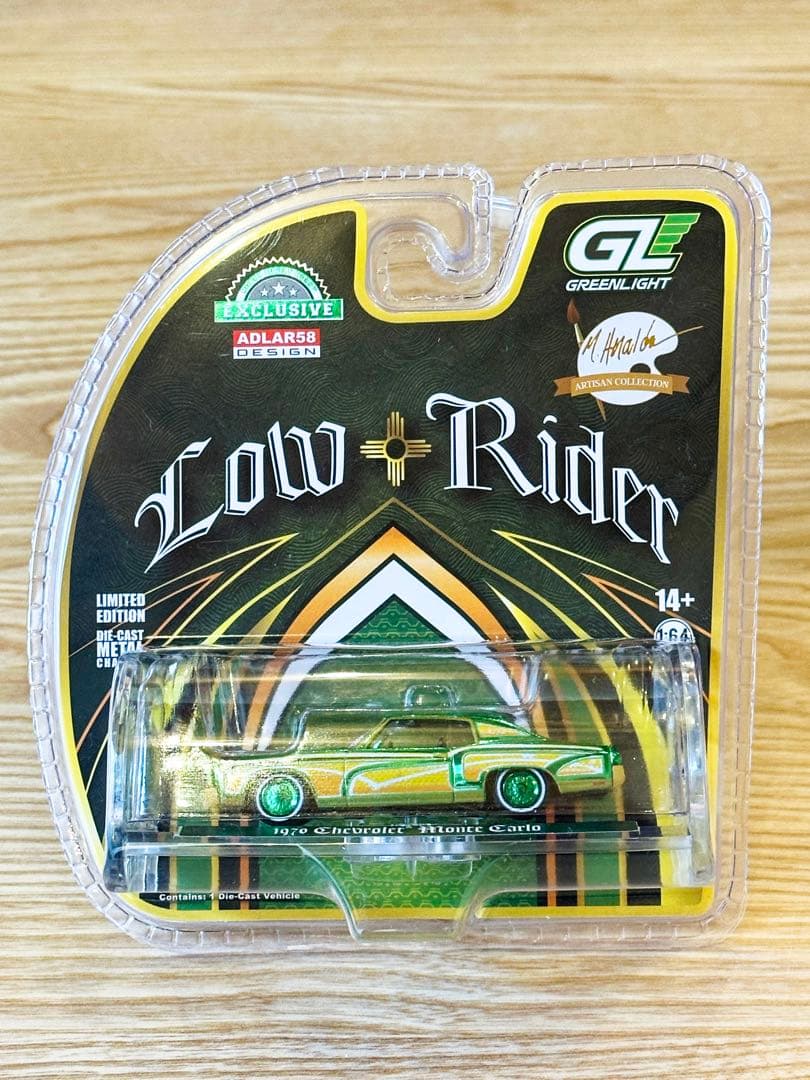 GL
GREENLIGHT
EXCLUSIVE
ADLAR58
DESIGN
ARTISAN COLLECTION
Low Rider
LIMITED
EDITION
DIE-CAST
METAL
14+
1:64
1970 Chevrolet Monte Carlo
Contains: 1 Die-Cast Vehicle